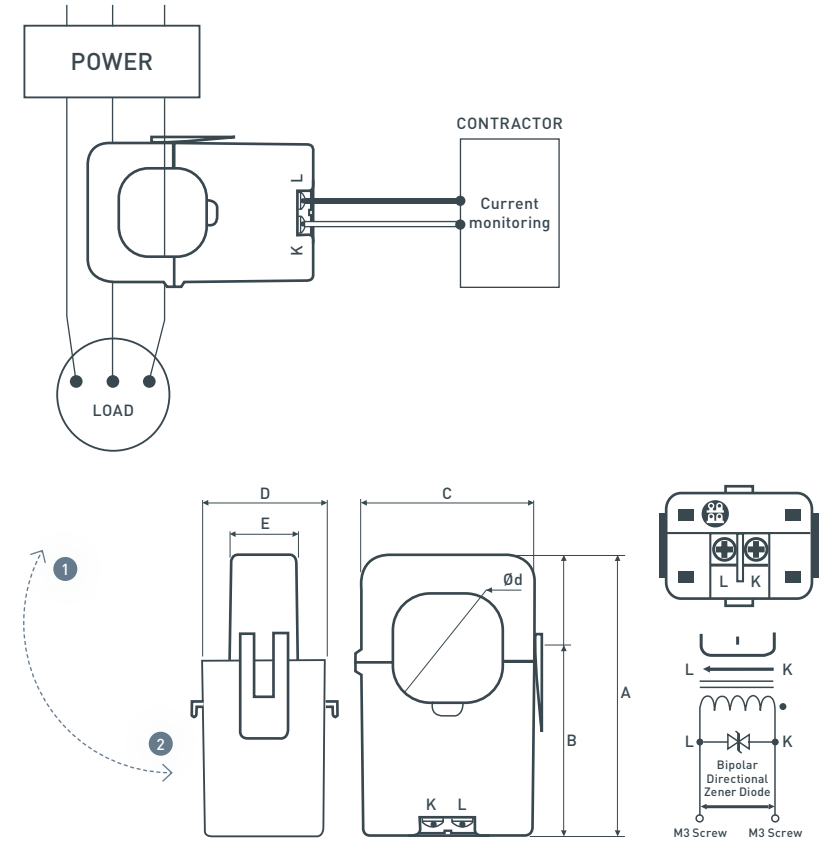 POWER
CONTRACTOR
L
Current
monitoring
K
LOAD
D
C
E
1
Ød
L K
A
L K
B
2
L K
Bipolar
Directional
Zener Diode
K L
M3 Screw M3 Screw